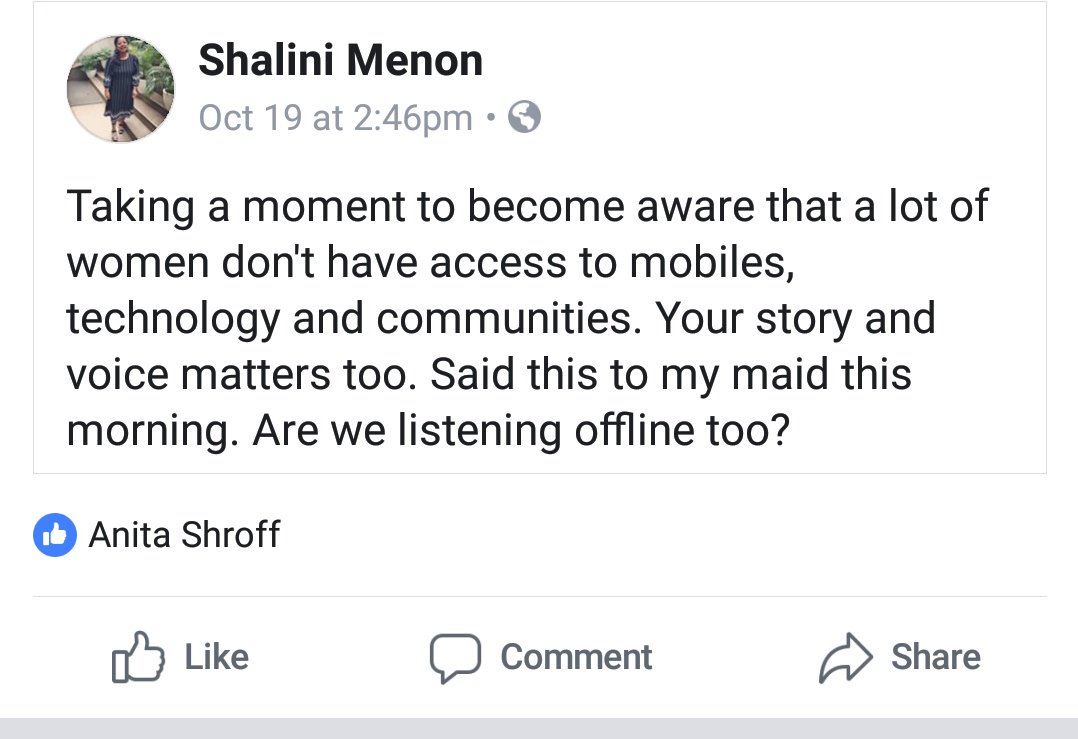 Shalini Menon
Oct 19 at 2:46pm •
Taking a moment to become aware that a lot of
women don't have access to mobiles,
technology and communities. Your story and
voice matters too. Said this to my maid this
morning. Are we listening offline too?
Anita Shroff
Like Comment Share